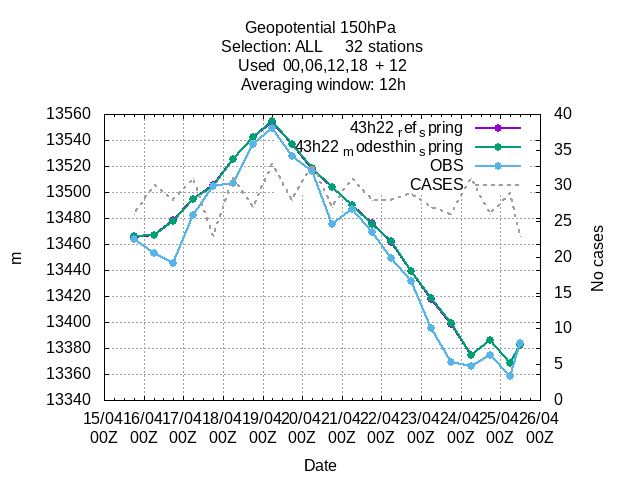 Geopotential 150hPa
Selection: ALL 32 stations
Used 00,06,12,18 + 12
Averaging window: 12h
13560
13540
13520
13500
13480
13460
13440
13420
13400
13380
13360
13340
40
35
30
25
20
15
10
5
0
43h22 refspring
43h22 modesthinspring
OBS
CASES
m
No cases
15/04 16/04 17/04 18/04 19/04 20/04 21/04 22/04 23/04 24/04 25/04 26/04
00Z 00Z 00Z 00Z 00Z 00Z 00Z 00Z 00Z 00Z 00Z 00Z
Date